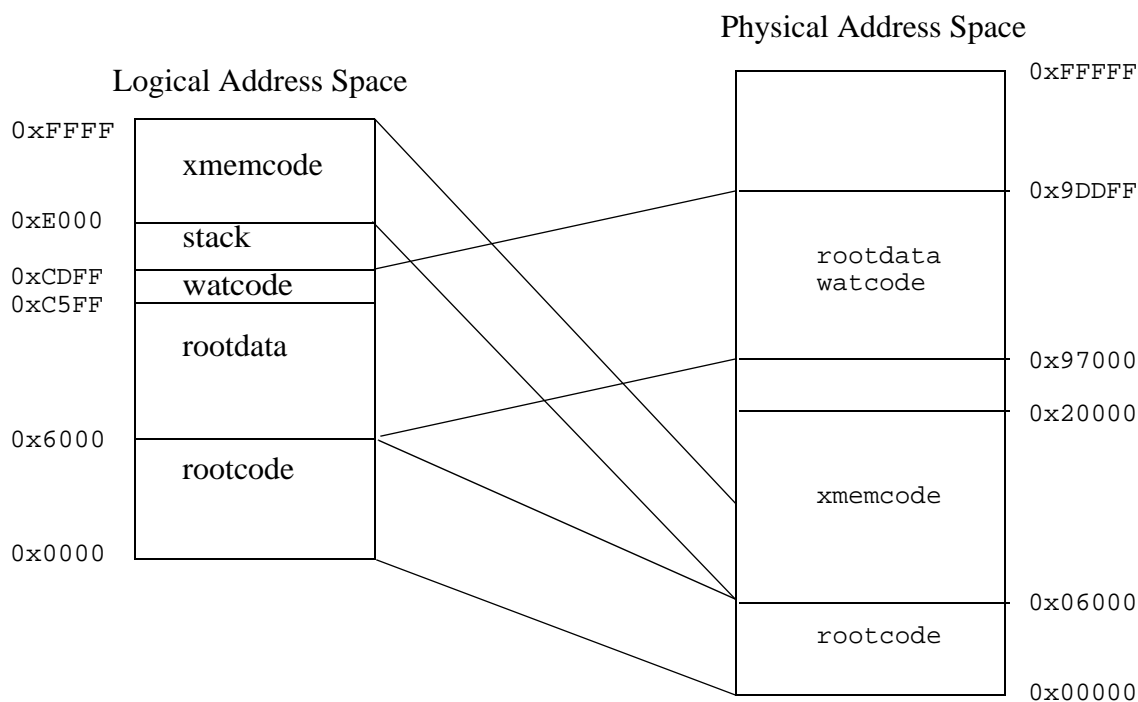 Physical Address Space
Logical Address Space
0xFFFF
xmemcode
0xE000
stack
0xCDFF
watcode
0xC5FF
rootdata
0x6000
rootcode
0x0000
0xFFFFF
0x9DDFF
rootdata
watcode
0x97000
0x20000
xmemcode
0x06000
rootcode
0x00000